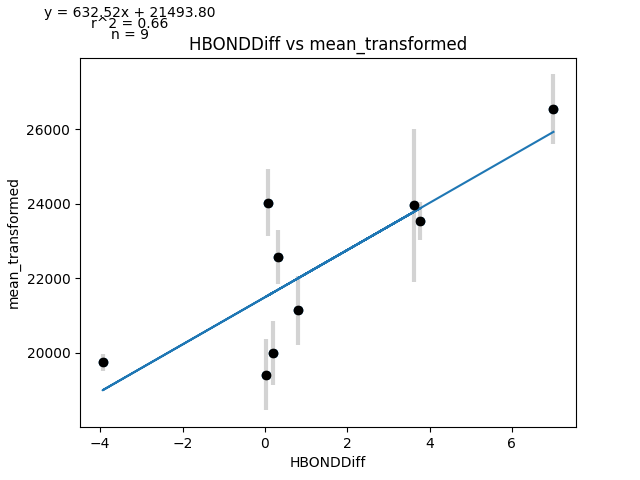 y = 632.52x + 21493.80
r^2 = 0.66
n = 9
HBONDDiff vs mean_transformed
mean_transformed
26000
24000
22000
20000
−4
−2
0
2
4
6
HBONDDiff